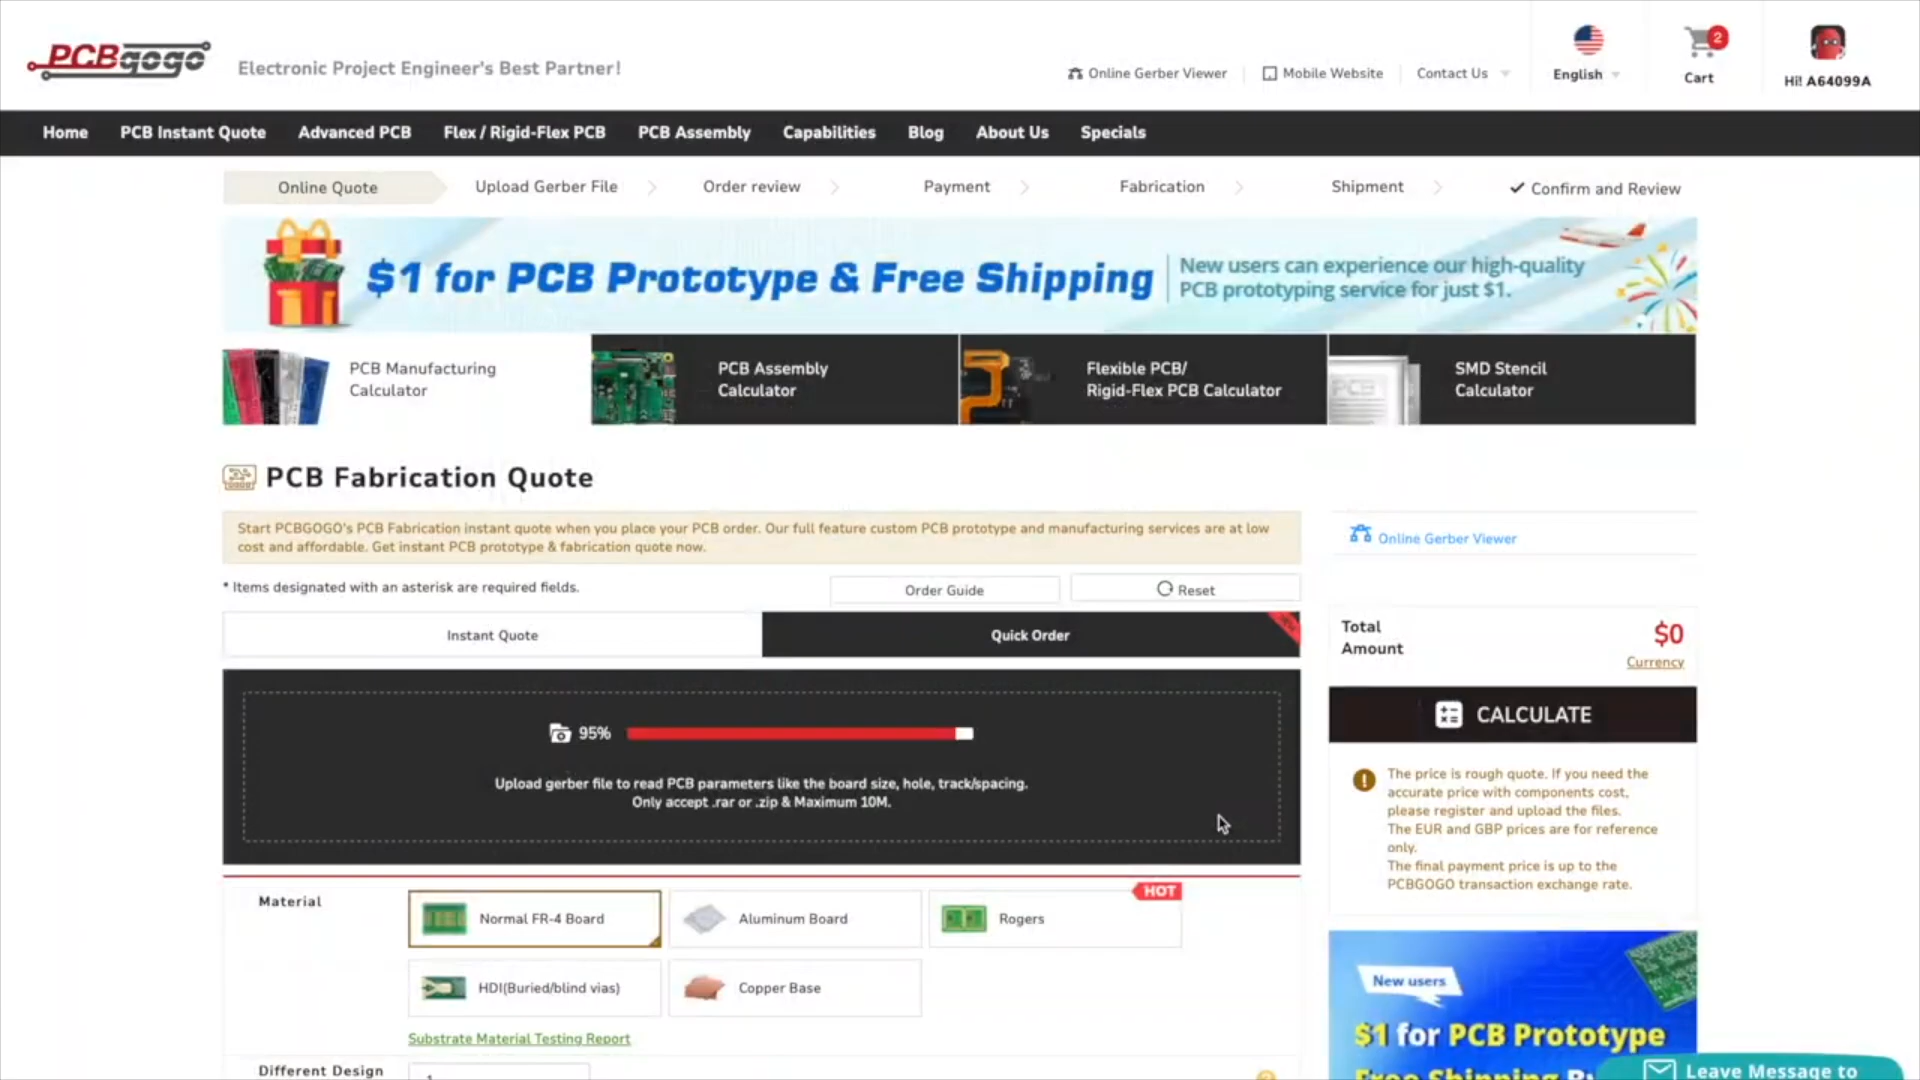 PCBgogo
Electronic Project Engineer's Best Partner!
Online Gerber Viewer
Mobile Website
Contact Us
English
2
Cart
Hi! A64099A
Home
PCB Instant Quote
Advanced PCB
Flex / Rigid-Flex PCB
PCB Assembly
Capabilities
Blog
About Us
Specials
Online Quote
Upload Gerber File
Order review
Payment
Fabrication
Shipment
Confirm and Review
$1 for PCB Prototype & Free Shipping
New users can experience our high-quality
PCB prototyping service for just $1.
PCB Manufacturing
Calculator
PCB Assembly
Calculator
Flexible PCB/
Rigid-Flex PCB Calculator
PCB
SMD Stencil
Calculator
PCB Fabrication Quote
Start PCBGOGO's PCB Fabrication instant quote when you place your PCB order. Our full feature custom PCB prototype and manufacturing services are at low
cost and affordable. Get instant PCB prototype & fabrication quote now.
Online Gerber Viewer
* Items designated with an asterisk are required fields.
Order Guide
Reset
Instant Quote
Quick Order
NEW
Total
Amount
$0
Currency
CALCULATE
95%
Upload gerber file to read PCB parameters like the board size, hole, track/spacing.
Only accept .rar or .zip & Maximum 10M.
The price is rough quote. If you need the
accurate price with components cost,
please register and upload the files.
The EUR and GBP prices are for reference
only.
The final payment price is up to the
PCBGOGO transaction exchange rate.
Material
Normal FR-4 Board
Aluminum Board
Rogers
HOT
HDI(Buried/blind vias)
Copper Base
Substrate Material Testing Report
Different Design
New users
$1 for PCB Prototype
Free Shipping
Leave Message to